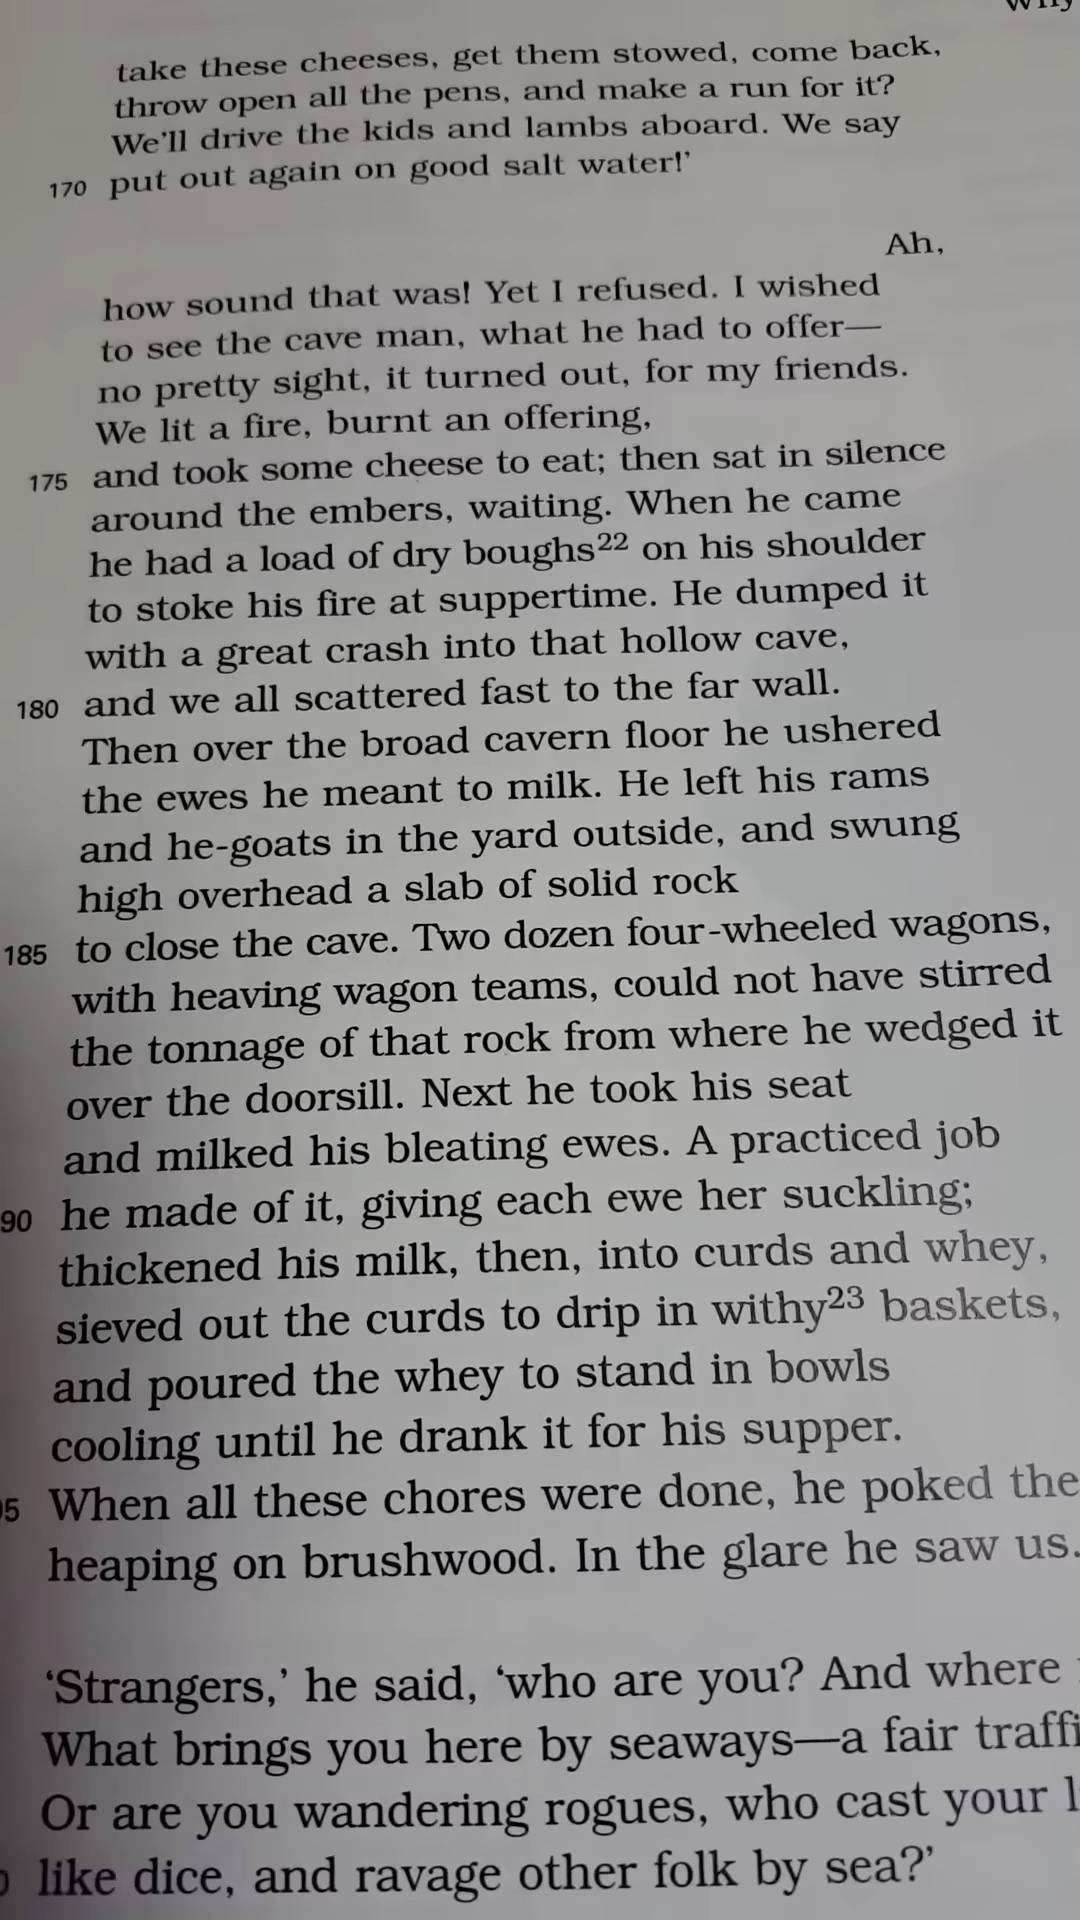 take these cheeses, get them stowed, come back,
throw open all the pens, and make a run for it?
We'll drive the kids and lambs aboard. We say
170 put out again on good salt water!'
Ah,
how sound that was! Yet I refused. I wished
to see the cave man, what he had to offer—
no pretty sight, it turned out, for my friends.
We lit a fire, burnt an offering,
175 and took some cheese to eat; then sat in silence
around the embers, waiting. When he came
he had a load of dry boughs22 on his shoulder
to stoke his fire at suppertime. He dumped it
with a great crash into that hollow cave,
180 and we all scattered fast to the far wall.
Then over the broad cavern floor he ushered
the ewes he meant to milk. He left his rams
and he-goats in the yard outside, and swung
high overhead a slab of solid rock
185 to close the cave. Two dozen four-wheeled wagons,
with heaving wagon teams, could not have stirred
the tonnage of that rock from where he wedged it
over the doorsill. Next he took his seat
and milked his bleating ewes. A practiced job
90 he made of it, giving each ewe her suckling;
thickened his milk, then, into curds and whey,
sieved out the curds to drip in withy23 baskets,
and poured the whey to stand in bowls
cooling until he drank it for his supper.
5 When all these chores were done, he poked the
heaping on brushwood. In the glare he saw us.
'Strangers,' he said, 'who are you? And where
What brings you here by seaways—a fair
Or are you wandering rogues, who cast your
like dice, and ravage other folk by sea?'